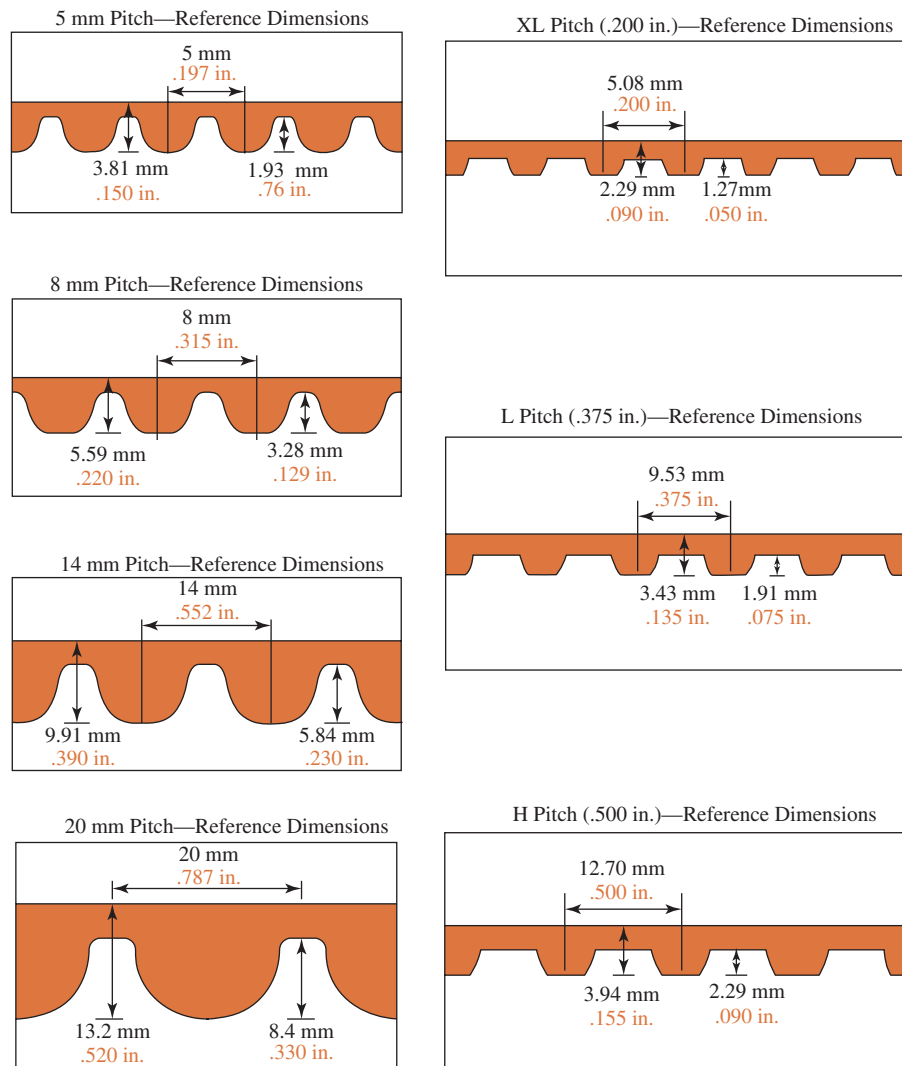 5 mm Pitch—Reference Dimensions
5 mm
.197 in.
3.81 mm
.150 in.
1.93 mm
.76 in.
8 mm Pitch—Reference Dimensions
8 mm
.315 in.
5.59 mm
.220 in.
3.28 mm
.129 in.
14 mm Pitch—Reference Dimensions
14 mm
.552 in.
9.91 mm
.390 in.
5.84 mm
.230 in.
20 mm Pitch—Reference Dimensions
20 mm
.787 in.
13.2 mm
.520 in.
8.4 mm
.330 in.
XL Pitch (.200 in.)—Reference Dimensions
5.08 mm
.200 in.
2.29 mm
.090 in.
1.27mm
.050 in.
L Pitch (.375 in.)—Reference Dimensions
9.53 mm
.375 in.
3.43 mm
.135 in.
1.91 mm
.075 in.
H Pitch (.500 in.)—Reference Dimensions
12.70 mm
.500 in.
3.94 mm
.155 in.
2.29 mm
.090 in.